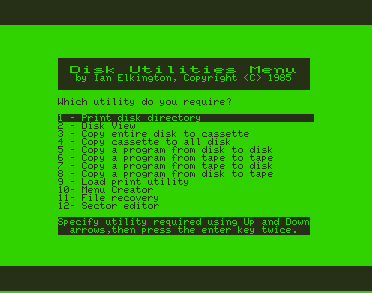 Disk Utilities Menu
by Ian Elkington, Copyright <C> 1985
Which utility do you require?
1 - Print disk directory
2 - Disk View
3 - Copy entire disk to cassette
4 - Copy cassette to all disk
5 - Copy a program from disk to disk
6 - Copy a program from tape to tape
7 - Copy a program from tape to disk
8 - Copy a program from disk to tape
9 - Load print utility
10- Menu Creator
11- File recovery
12- Sector editor
Specify utility required using Up and Down
arrows,then press the enter key twice.